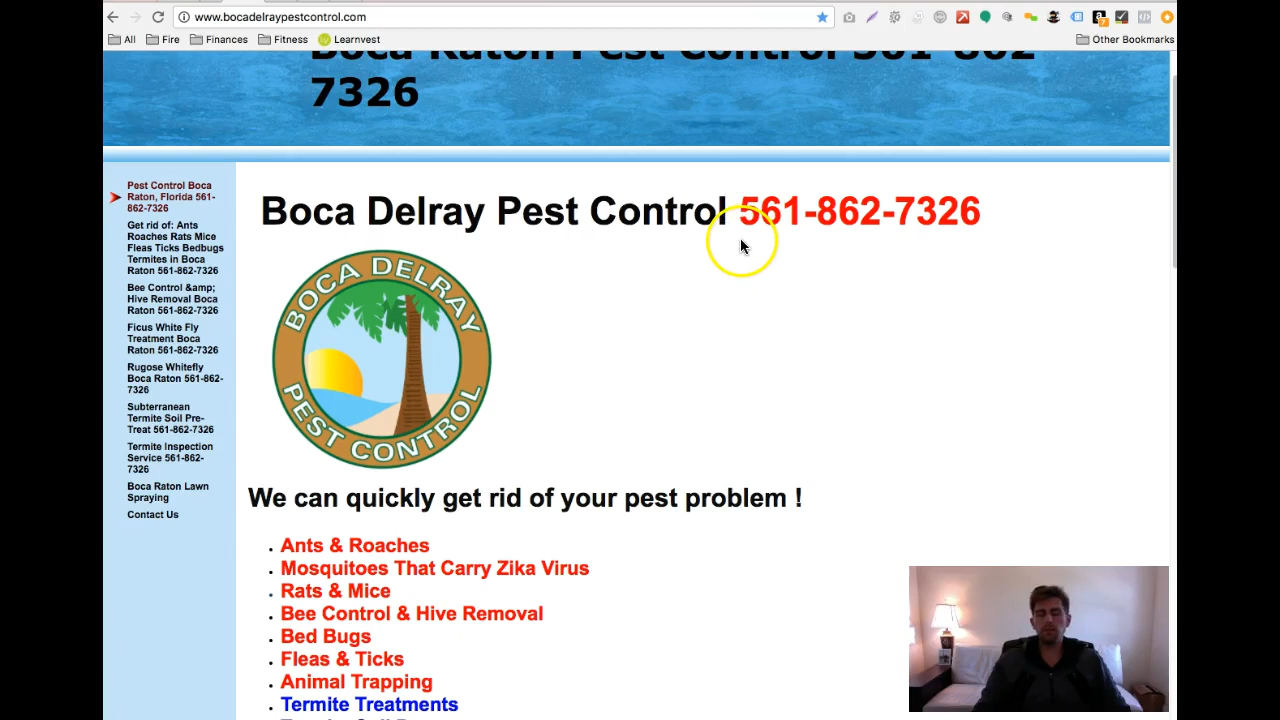 www.bocadelraypestcontrol.com
All Fire Finances Fitness Learnvest Other Bookmarks
Boca Raton Pest Control 561-862
7326
Pest Control Boca
Raton, Florida 561-
862-7326
Get rid of: Ants
Roaches Rats Mice
Fleas Ticks Bedbugs
Termites in Boca
Raton 561-862-7326
Bee Control &amp;
Hive Removal Boca
Raton 561-862-7326
Ficus White Fly
Treatment Boca
Raton 561-862-7326
Rugose Whitefly
Boca Raton 561-862-
7326
Subterranean
Termite Soil Pre-
Treat 561-862-7326
Termite Inspection
Service 561-862-
7326
Boca Raton Lawn
Spraying
Contact Us
Boca Delray Pest Control 561-862-7326
BOCA DELRAY
PEST CONTROL
We can quickly get rid of your pest problem !
Ants & Roaches
Mosquitoes That Carry Zika Virus
Rats & Mice
Bee Control & Hive Removal
Bed Bugs
Fleas & Ticks
Animal Trapping
Termite Treatments